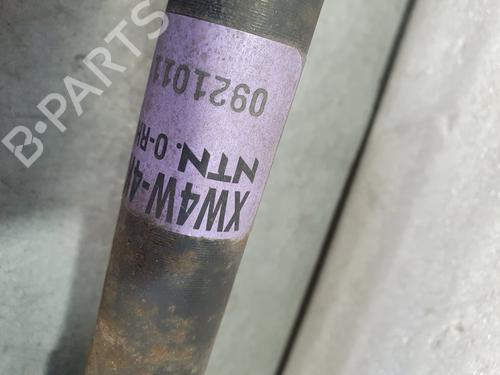 B-PARTS
0921011
NTN. O-RH
XW4W-4